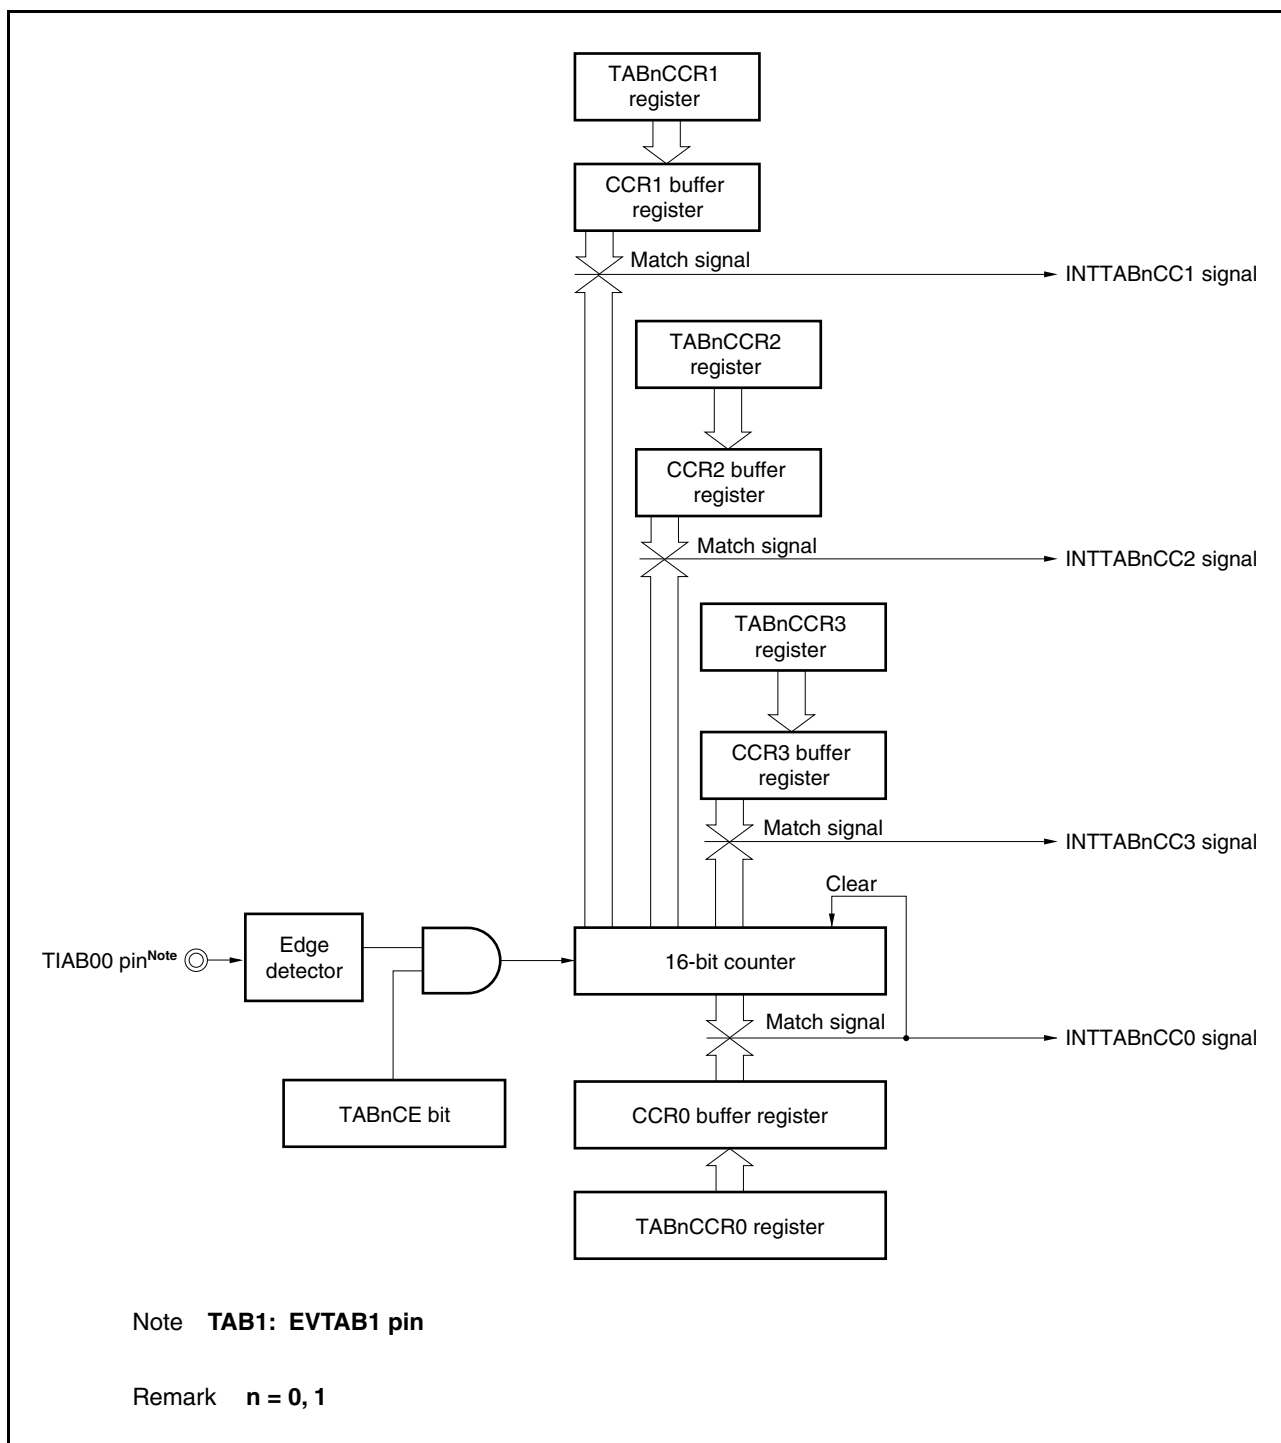 TABnCCR1
register
CCR1 buffer
register
Match signal
INTTABnCC1 signal
TABnCCR2
register
CCR2 buffer
register
Match signal
INTTABnCC2 signal
TABnCCR3
register
CCR3 buffer
register
Match signal
INTTABnCC3 signal
Clear
TIAB00 pinNote
Edge
detector
16-bit counter
Match signal
INTTABnCC0 signal
TABnCE bit
CCR0 buffer register
TABnCCR0 register
Note TAB1: EVTAB1 pin
Remark n = 0, 1